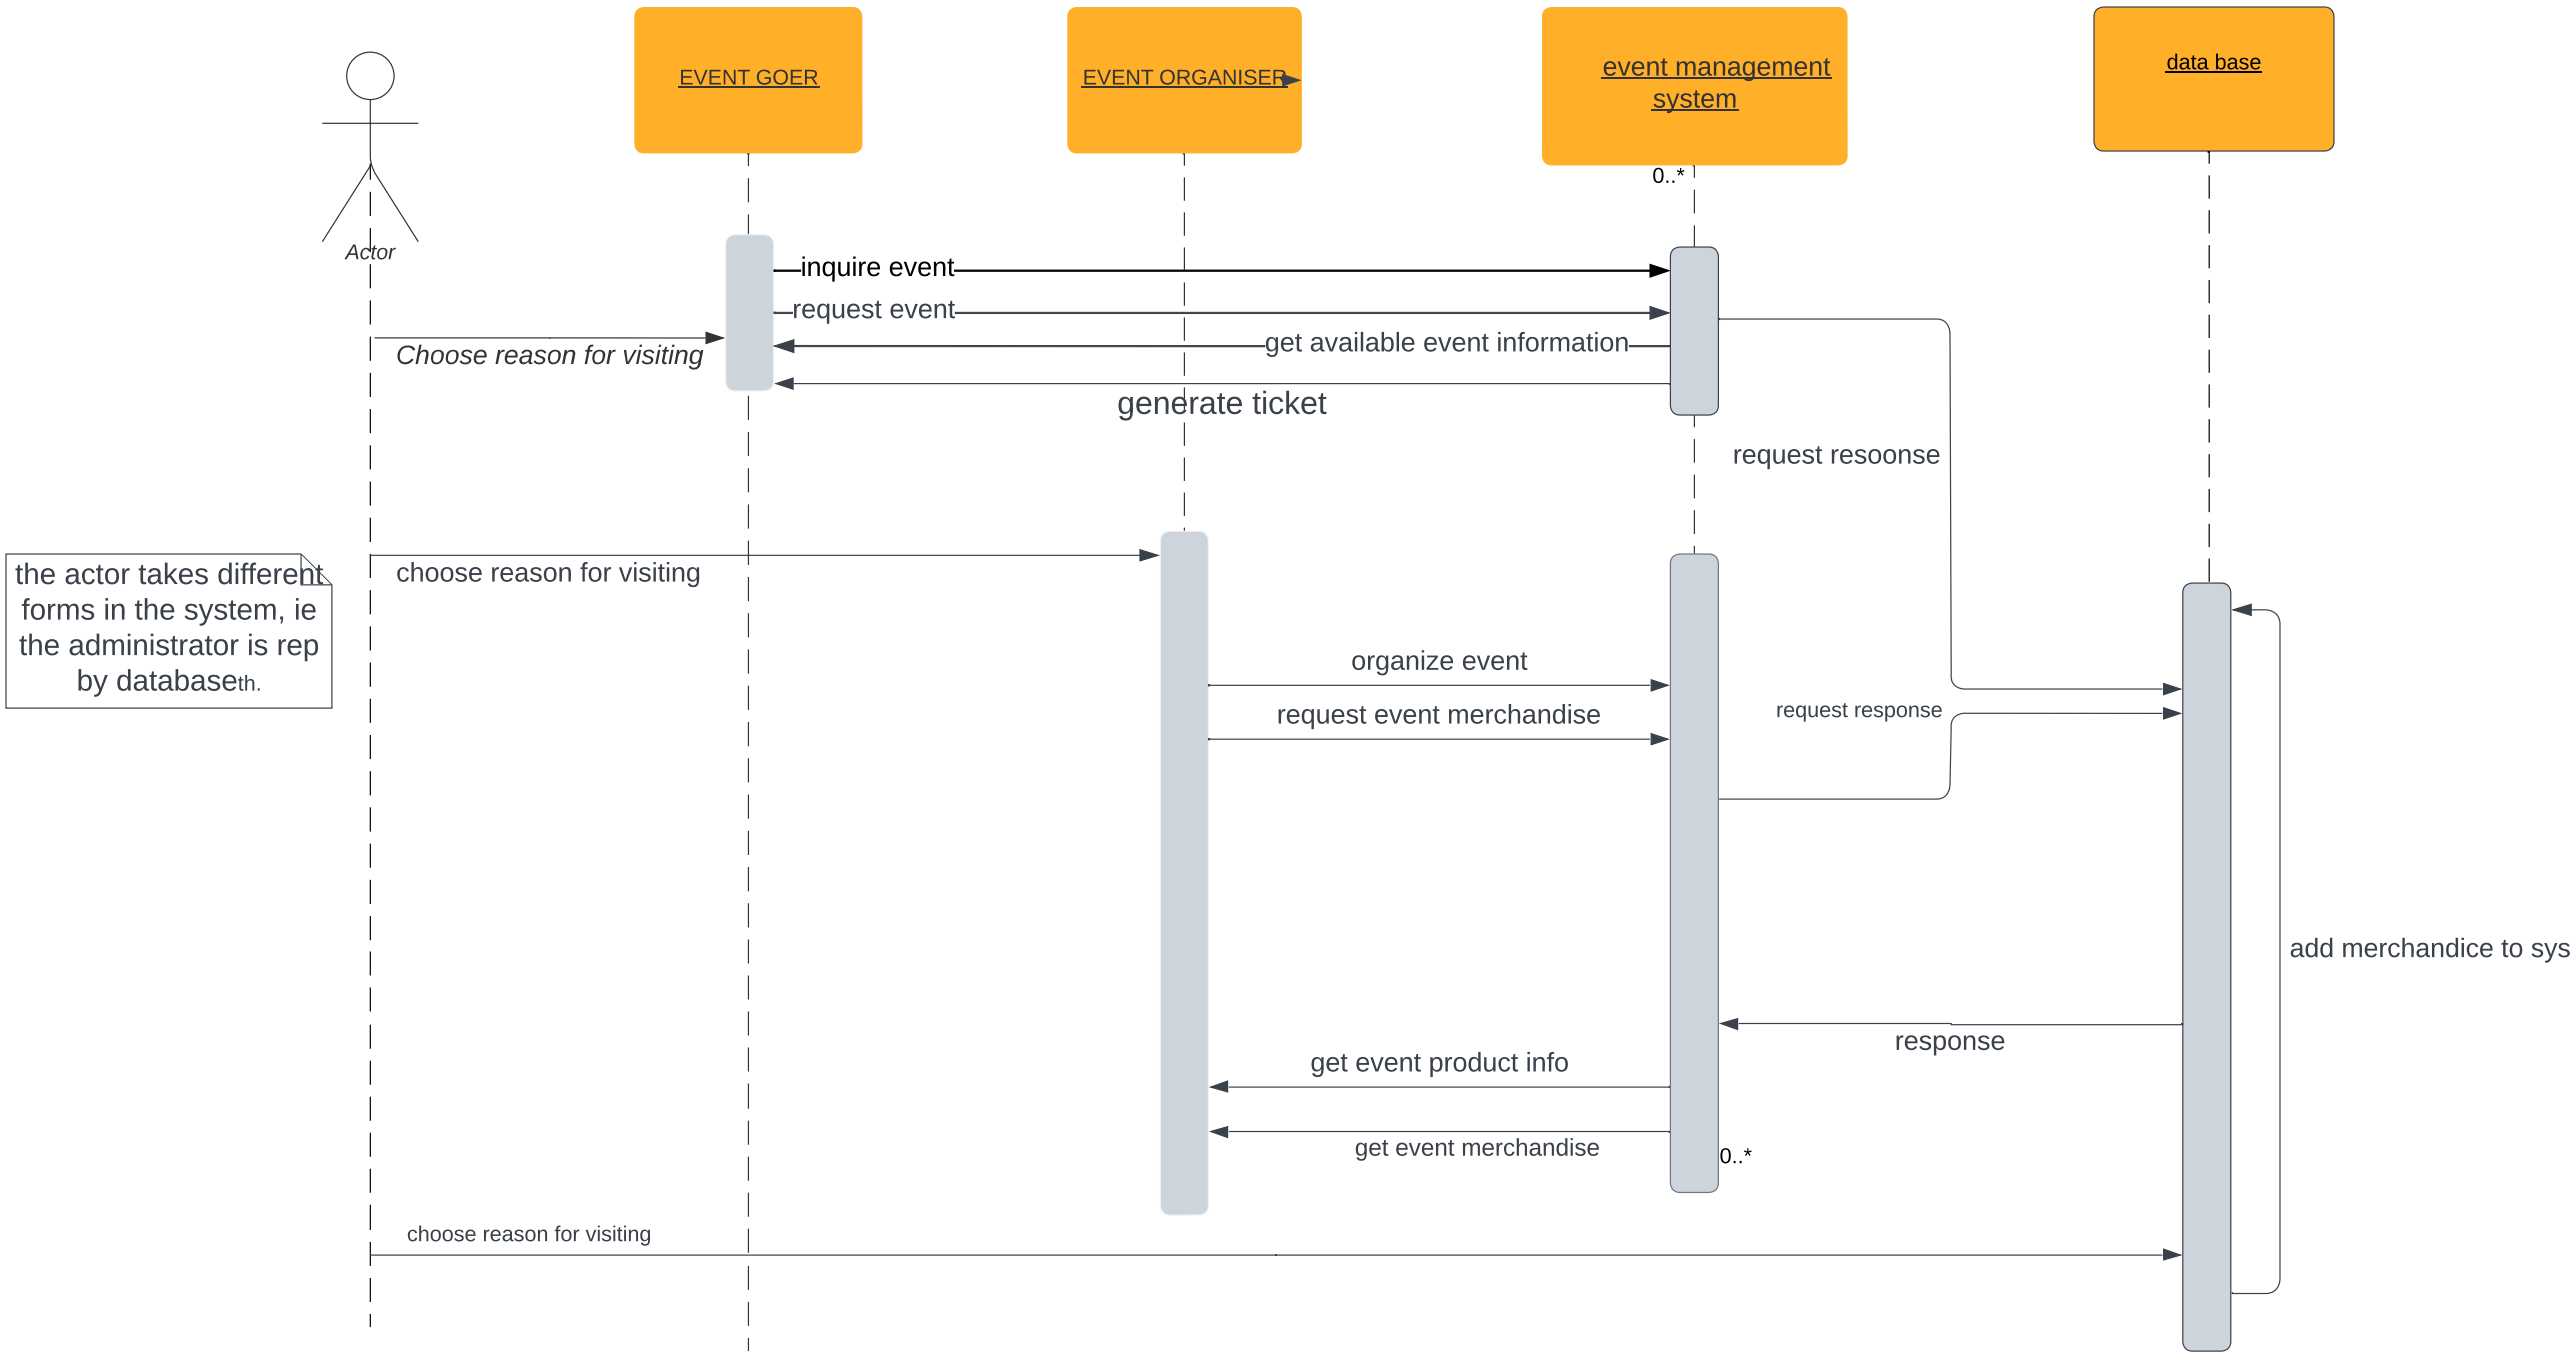 EVENT GOER
EVENT ORGANISER
event management
system
data base
0..*
Actor
inquire event
request event
get available event information
Choose reason for visiting
generate ticket
request resoonse
choose reason for visiting
the actor takes different
forms in the system, ie
the administrator is rep
by databaseth.
organize event
request event merchandise
request response
add merchandice to sys
response
get event product info
get event merchandise
0..*
choose reason for visiting